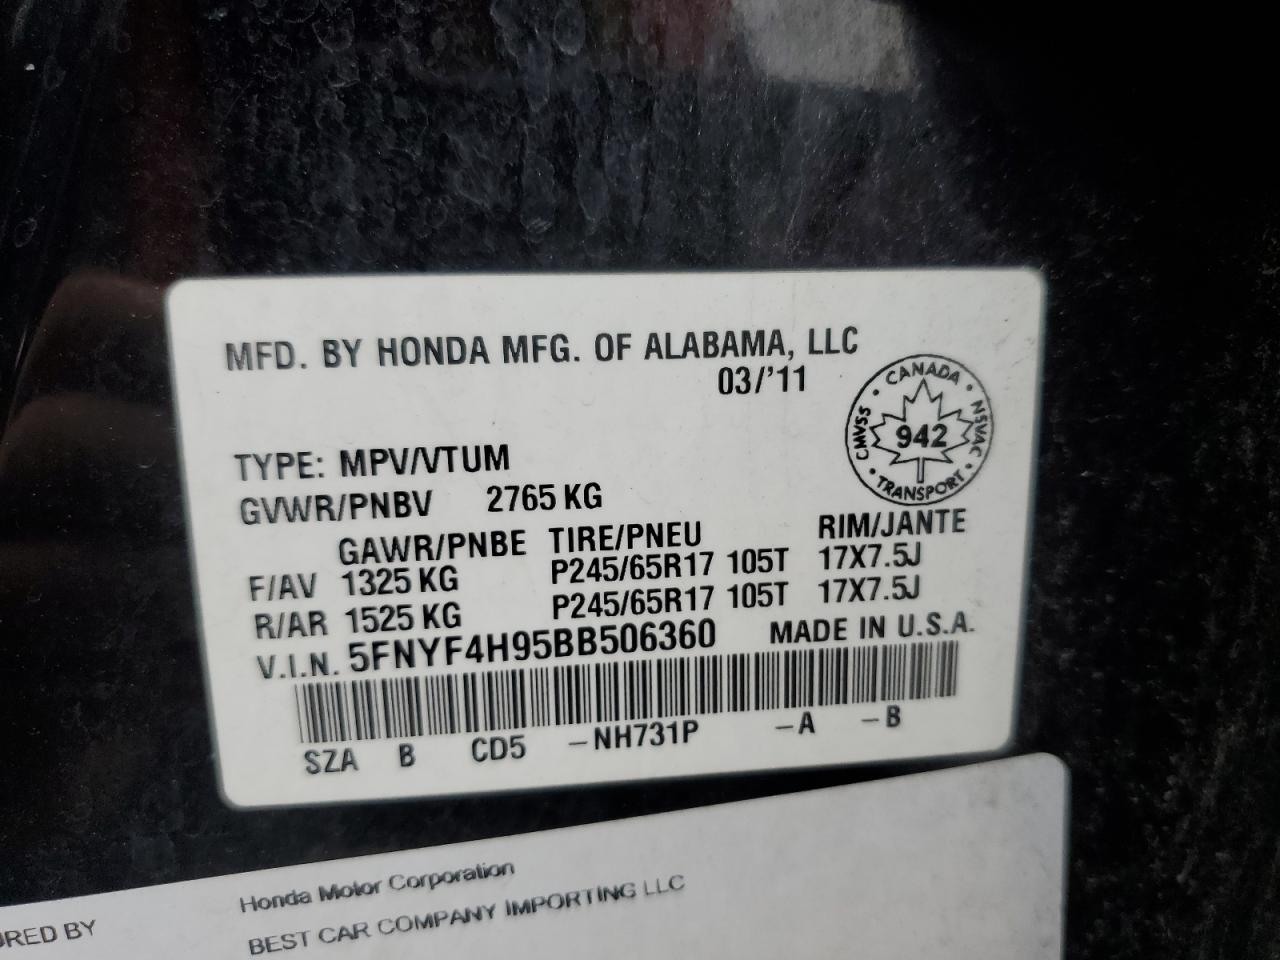 MFD. BY HONDA MFG. OF ALABAMA, LLC
03/'11
CANADA
CMVSS 942 NSVAC
TRANSPORT
TYPE: MPV/VTUM
GVWR/PNBV 2765 KG
GAWR/PNBE TIRE/PNEU RIM/JANTE
F/AV 1325 KG P245/65R17 105T 17X7.5J
R/AR 1525 KG P245/65R17 105T 17X7.5J
V.I.N. 5FNYF4H95BB506360 MADE IN U.S.A.
SZA B CD5 -NH731P -A -B
Honda Motor Corporation
BY
BEST CAR COMPANY IMPORTING LLC